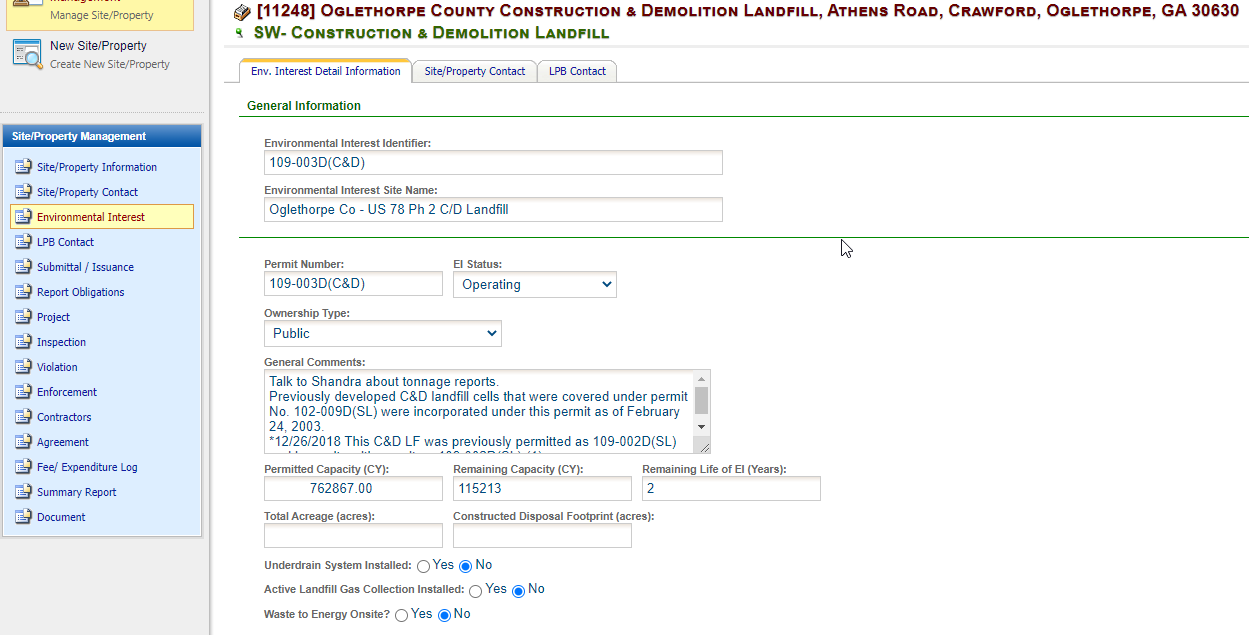 Management
Manage Site/Property
New Site/Property
Create New Site/Property
Site/Property Management
Site/Property Information
Site/Property Contact
Environmental Interest
LPB Contact
Submittal / Issuance
Report Obligations
Project
Inspection
Violation
Enforcement
Contractors
Agreement
Fee/ Expenditure Log
Summary Report
Document
[11248] Oglethorpe County Construction & Demolition Landfill, Athens Road, Crawford, Oglethorpe, GA 30630
SW- Construction & Demolition Landfill
Env. Interest Detail Information Site/Property Contact LPB Contact
General Information
Environmental Interest Identifier:
109-003D(C&D)
Environmental Interest Site Name:
Oglethorpe Co - US 78 Ph 2 C/D Landfill
Permit Number: EI Status:
109-003D(C&D) Operating
Ownership Type:
Public
General Comments:
Talk to Shandra about tonnage reports.
Previously developed C&D landfill cells that were covered under permit
No. 102-009D(SL) were incorporated under this permit as of February
24, 2003.
*12/26/2018 This C&D LF was previously permitted as 109-002D(SL)
Permitted Capacity (CY): Remaining Capacity (CY): Remaining Life of EI (Years):
762867.00 115213 2
Total Acreage (acres): Constructed Disposal Footprint (acres):
Underdrain System Installed: Yes No
Active Landfill Gas Collection Installed: Yes No
Waste to Energy Onsite? Yes No